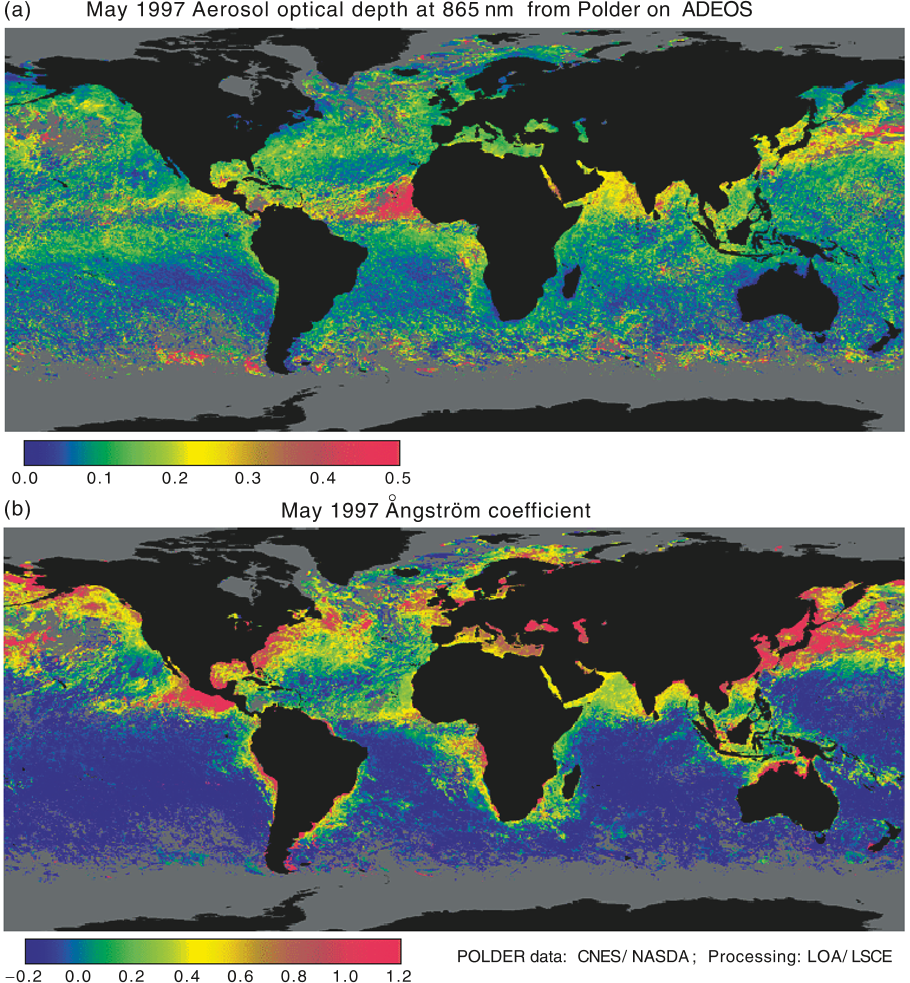 (a) May 1997 Aerosol optical depth at 865 nm from Polder on ADEOS
0.0 0.1 0.2 0.3 0.4 0.5
(b) May 1997 Ångström coefficient
−0.2 0.0 0.2 0.4 0.6 0.8 1.0 1.2
POLDER data: CNES/ NASDA ; Processing: LOA/ LSCE